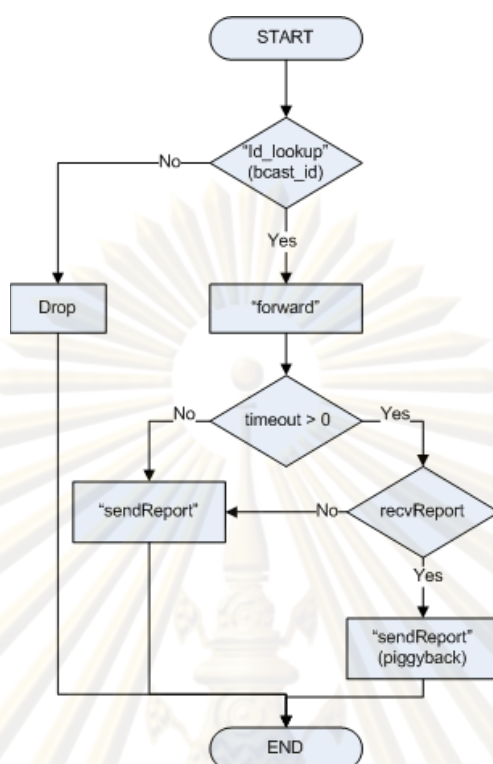 START
“Id_lookup”
(bcast_id)
No
Yes
Drop
“forward”
timeout > 0
No
Yes
“sendReport”
No
recvReport
Yes
“sendReport”
(piggyback)
END